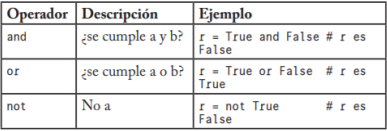 Operador Descripción Ejemplo
and ¿se cumple a y b? r = True and False # r es
False
or ¿se cumple a o b? r = True or False # r es
True
not No a r = not True # r es
False